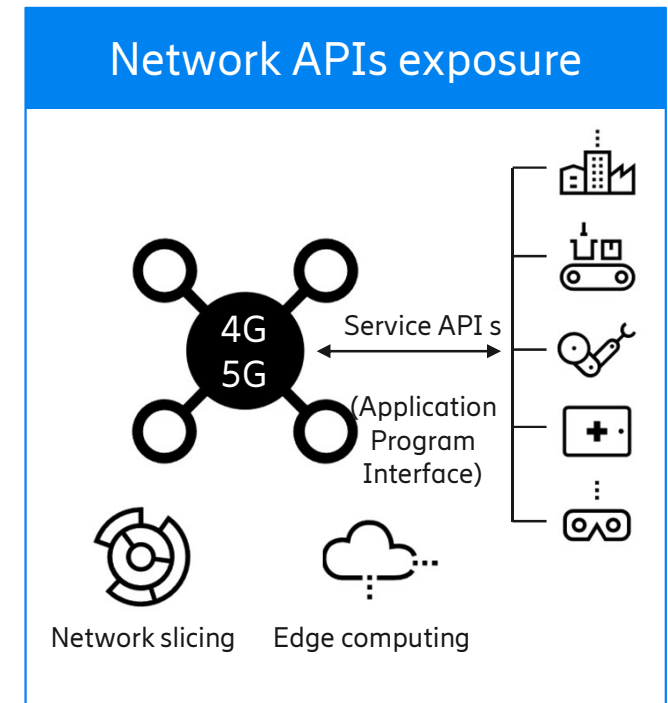 Network APIs exposure
4G
5G
Service API s
(Application
Program
Interface)
Network slicing
Edge computing